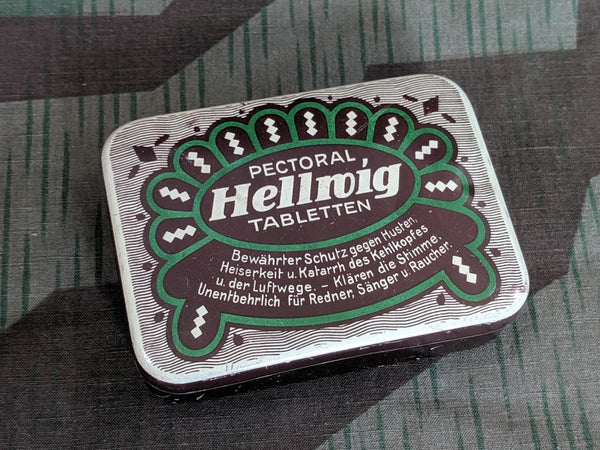 PECTORAL
Hellwig
TABLETTEN
Bewährter Schutz gegen Husten,
Heiserkeit u. Katarrh des Kehlkopfes
u. der Luftwege. – Klären die Stimme.
Unentbehrlich für Redner, Sänger u. Raucher.